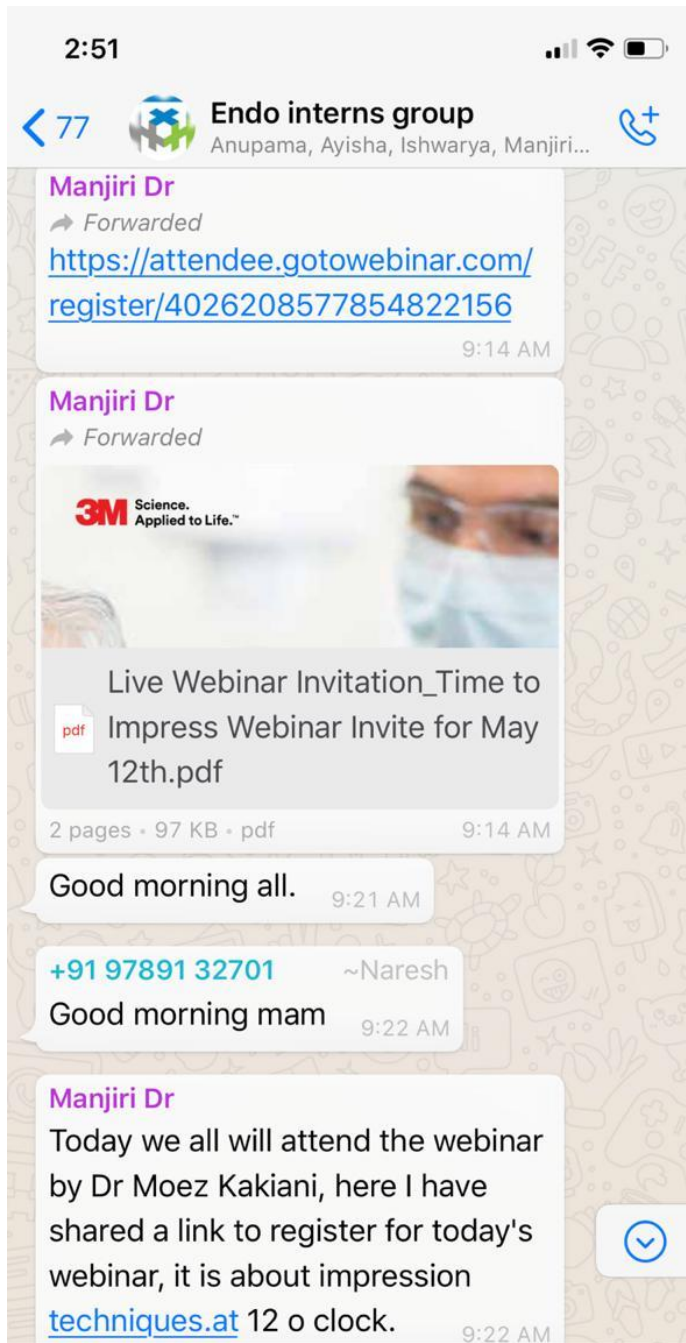 2:51
77
Endo interns group
Anupama, Ayisha, Ishwarya, Manjiri...
Manjiri Dr
Forwarded
https://attendee.gotowebinar.com/
register/4026208577854822156
9:14 AM
Manjiri Dr
Forwarded
3M Science.
Applied to Life.™
Live Webinar Invitation_Time to
pdf Impress Webinar Invite for May
12th.pdf
2 pages • 97 KB • pdf 9:14 AM
Good morning all. 9:21 AM
+91 97891 32701 ~Naresh
Good morning mam 9:22 AM
Manjiri Dr
Today we all will attend the webinar
by Dr Moez Kakiani, here I have
shared a link to register for today's
webinar, it is about impression
techniques.at 12 o clock. 9:22 AM